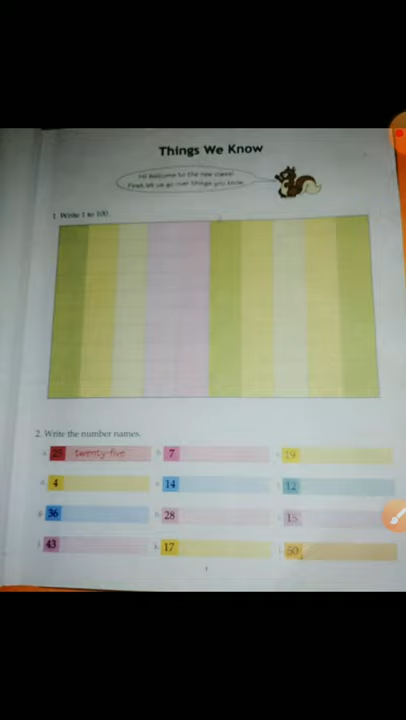 Things We Know
Hi! Welcome to the new class!
First let us go over things you know.
1. Write 1 to 100.
2. Write the number names.
a. 25 twenty-five b. 7 c. 19
d. 4 e. 14 f. 12
g. 36 h. 28 i. 15
j. 43 k. 17 l. 50
1